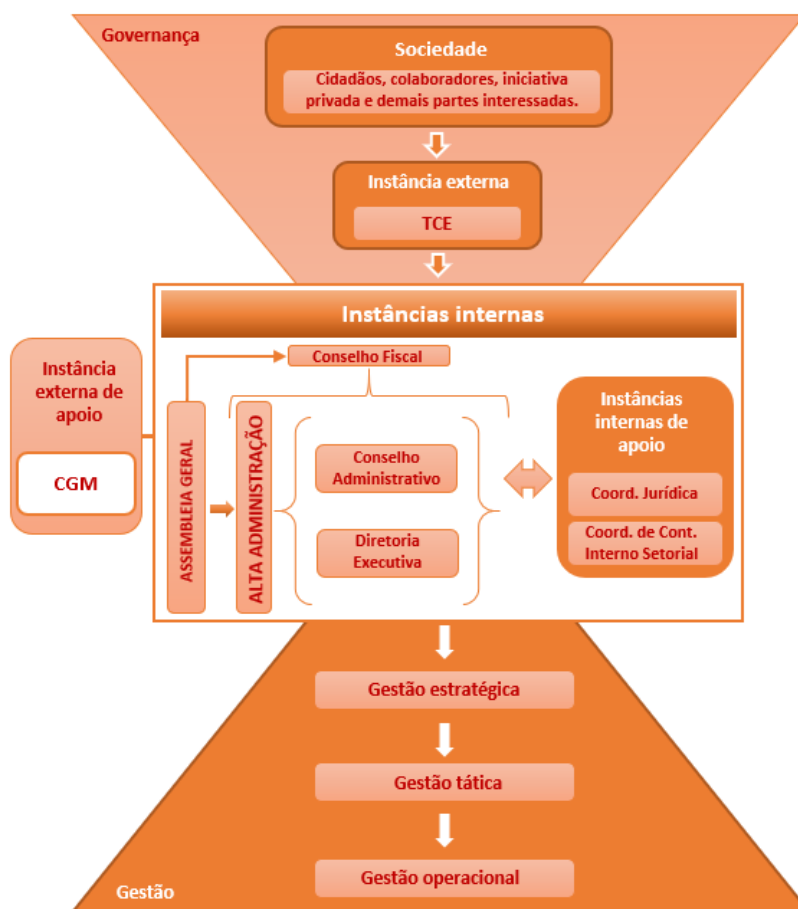 Governança
Sociedade
Cidadãos, colaboradores, iniciativa
privada e demais partes interessadas.
Instância externa
TCE
Instâncias internas
Instância
externa de
apoio
CGM
Conselho Fiscal
ASSEMBLEIA GERAL
ALTA ADMINISTRAÇÃO
Conselho
Administrativo
Diretoria
Executiva
Instâncias
internas de
apoio
Coord. Jurídica
Coord. de Cont.
Interno Setorial
Gestão estratégica
Gestão tática
Gestão operacional
Gestão